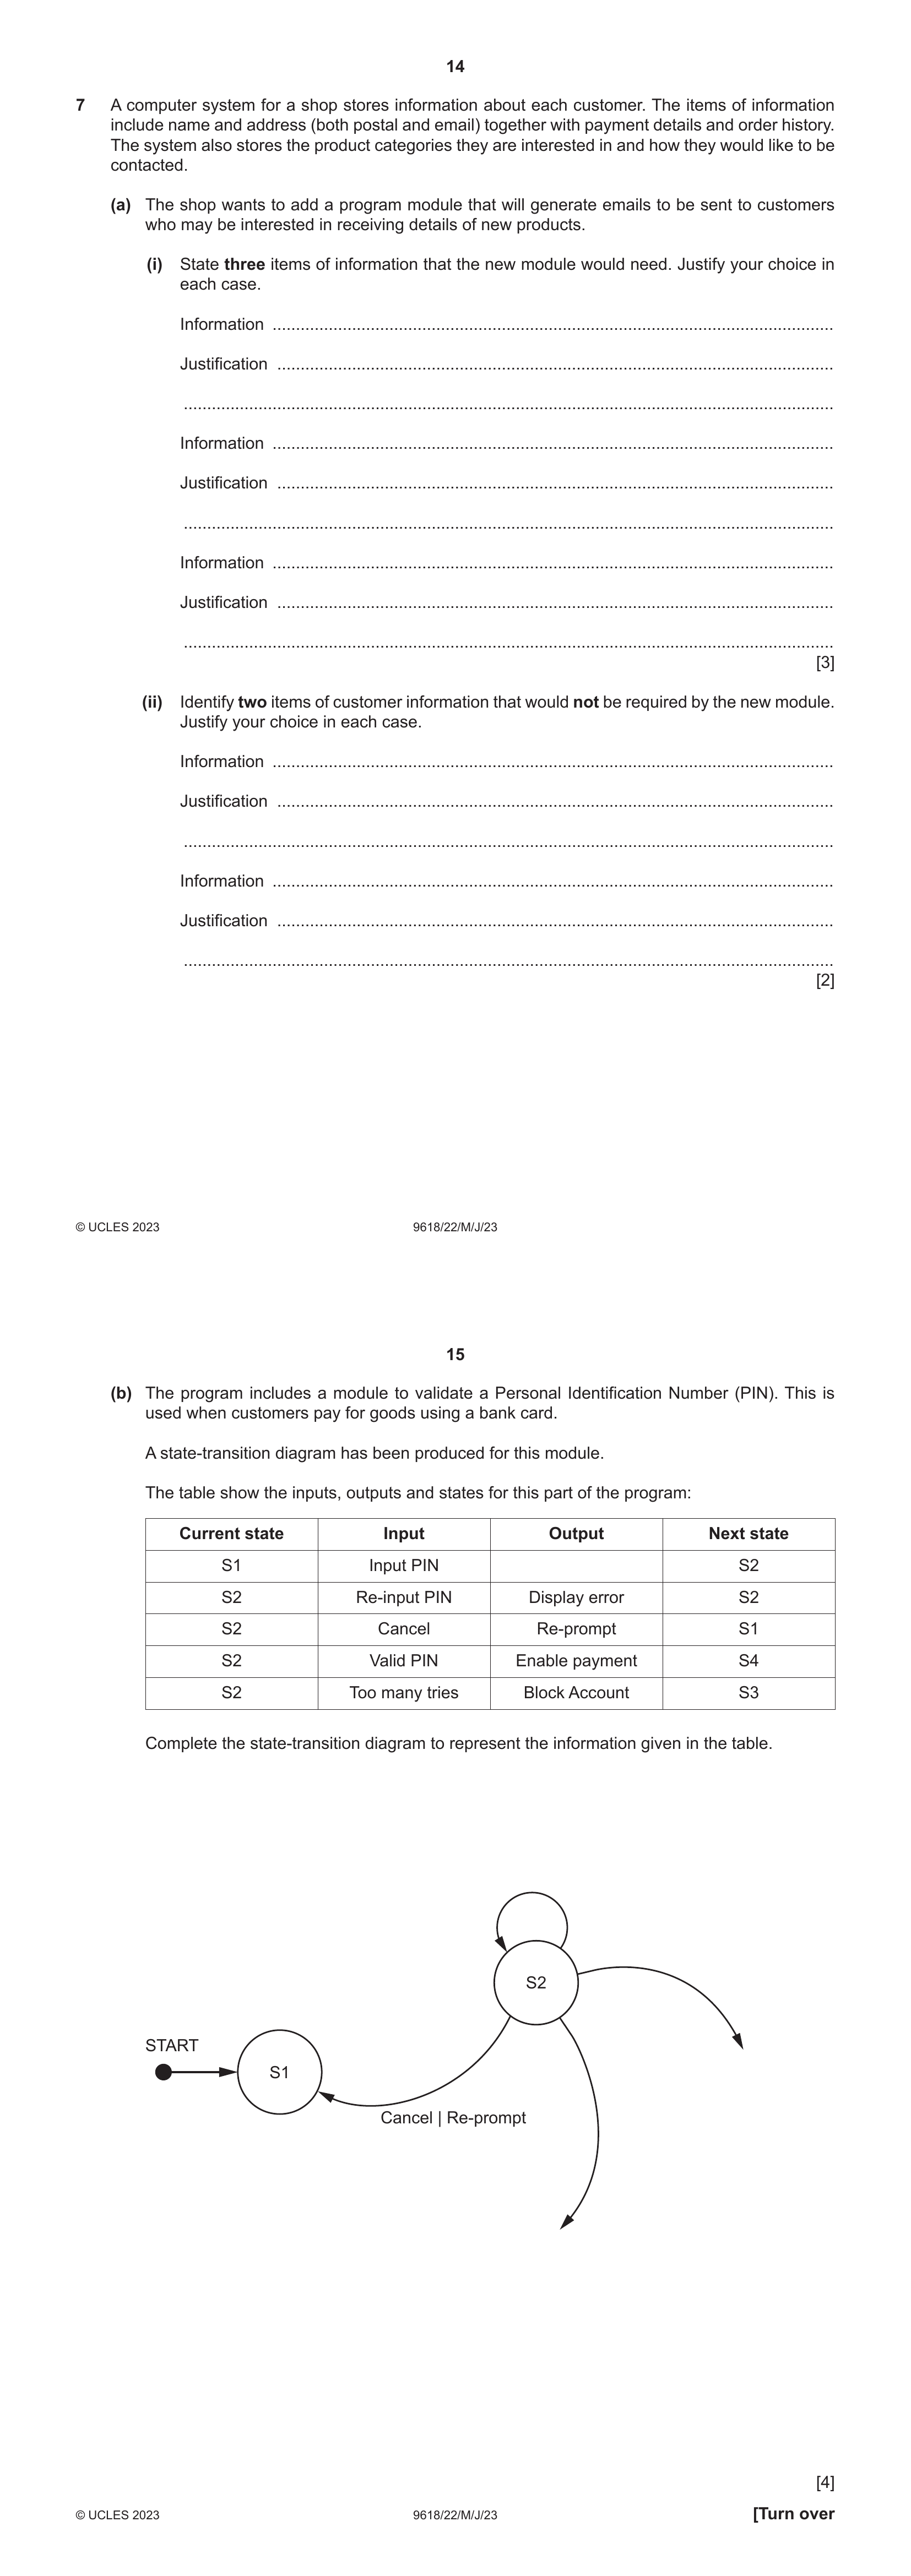 14
7 A computer system for a shop stores information about each customer. The items of information
include name and address (both postal and email) together with payment details and order history.
The system also stores the product categories they are interested in and how they would like to be
contacted.
(a) The shop wants to add a program module that will generate emails to be sent to customers
who may be interested in receiving details of new products.
(i) State three items of information that the new module would need. Justify your choice in
each case.
Information ........................................................................................................................
Justification .......................................................................................................................
...........................................................................................................................................
Information ........................................................................................................................
Justification .......................................................................................................................
...........................................................................................................................................
Information ........................................................................................................................
Justification .......................................................................................................................
...........................................................................................................................................
[3]
(ii) Identify two items of customer information that would not be required by the new module.
Justify your choice in each case.
Information ........................................................................................................................
Justification .......................................................................................................................
...........................................................................................................................................
Information ........................................................................................................................
Justification .......................................................................................................................
...........................................................................................................................................
[2]
© UCLES 2023 9618/22/M/J/23
15
(b) The program includes a module to validate a Personal Identification Number (PIN). This is
used when customers pay for goods using a bank card.
A state-transition diagram has been produced for this module.
The table show the inputs, outputs and states for this part of the program:
Current state Input Output Next state
S1 Input PIN S2
S2 Re-input PIN Display error S2
S2 Cancel Re-prompt S1
S2 Valid PIN Enable payment S4
S2 Too many tries Block Account S3
Complete the state-transition diagram to represent the information given in the table.
S2
START
S1
Cancel | Re-prompt
[4]
© UCLES 2023 9618/22/M/J/23 [Turn over